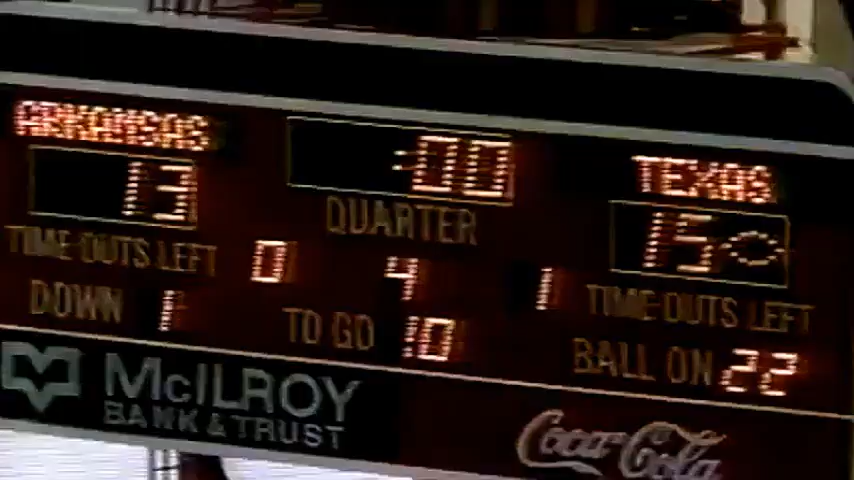 ARKANSAS :00 TEXAS
13 QUARTER 15
TIME OUTS LEFT 0 4 1 TIME OUTS LEFT
DOWN 1 TO GO 10 BALL ON 22
McILROY
BANK & TRUST
Coca-Cola